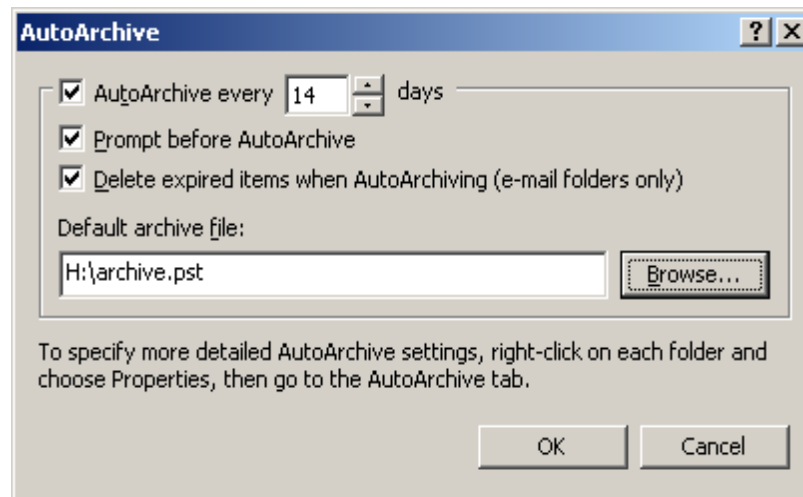 AutoArchive
AutoArchive every 14 days
Prompt before AutoArchive
Delete expired items when AutoArchiving (e-mail folders only)
Default archive file:
H:\archive.pst Browse...
To specify more detailed AutoArchive settings, right-click on each folder and
choose Properties, then go to the AutoArchive tab.
OK Cancel